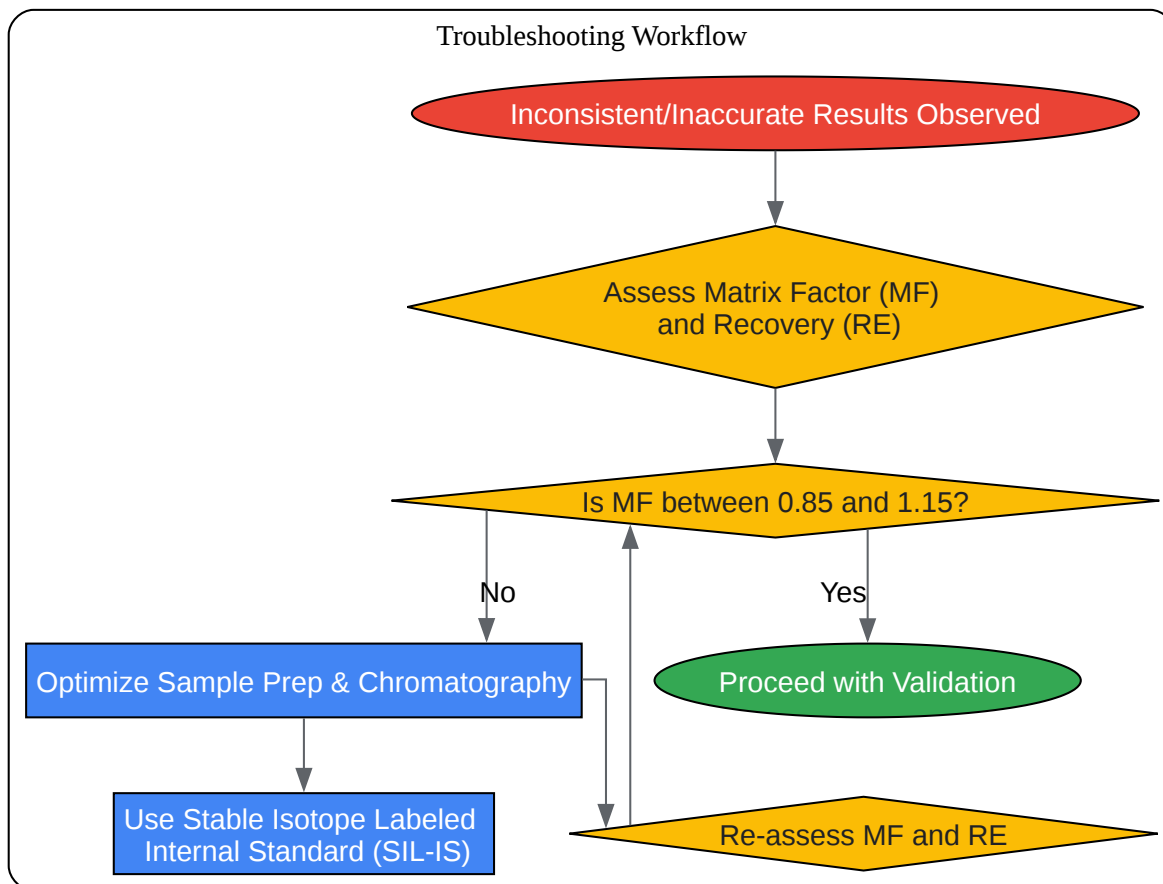 Troubleshooting Workflow
Inconsistent/Inaccurate Results Observed
Assess Matrix Factor (MF)
and Recovery (RE)
Is MF between 0.85 and 1.15?
No
Yes
Optimize Sample Prep & Chromatography
Proceed with Validation
Use Stable Isotope Labeled
Internal Standard (SIL-IS)
Re-assess MF and RE